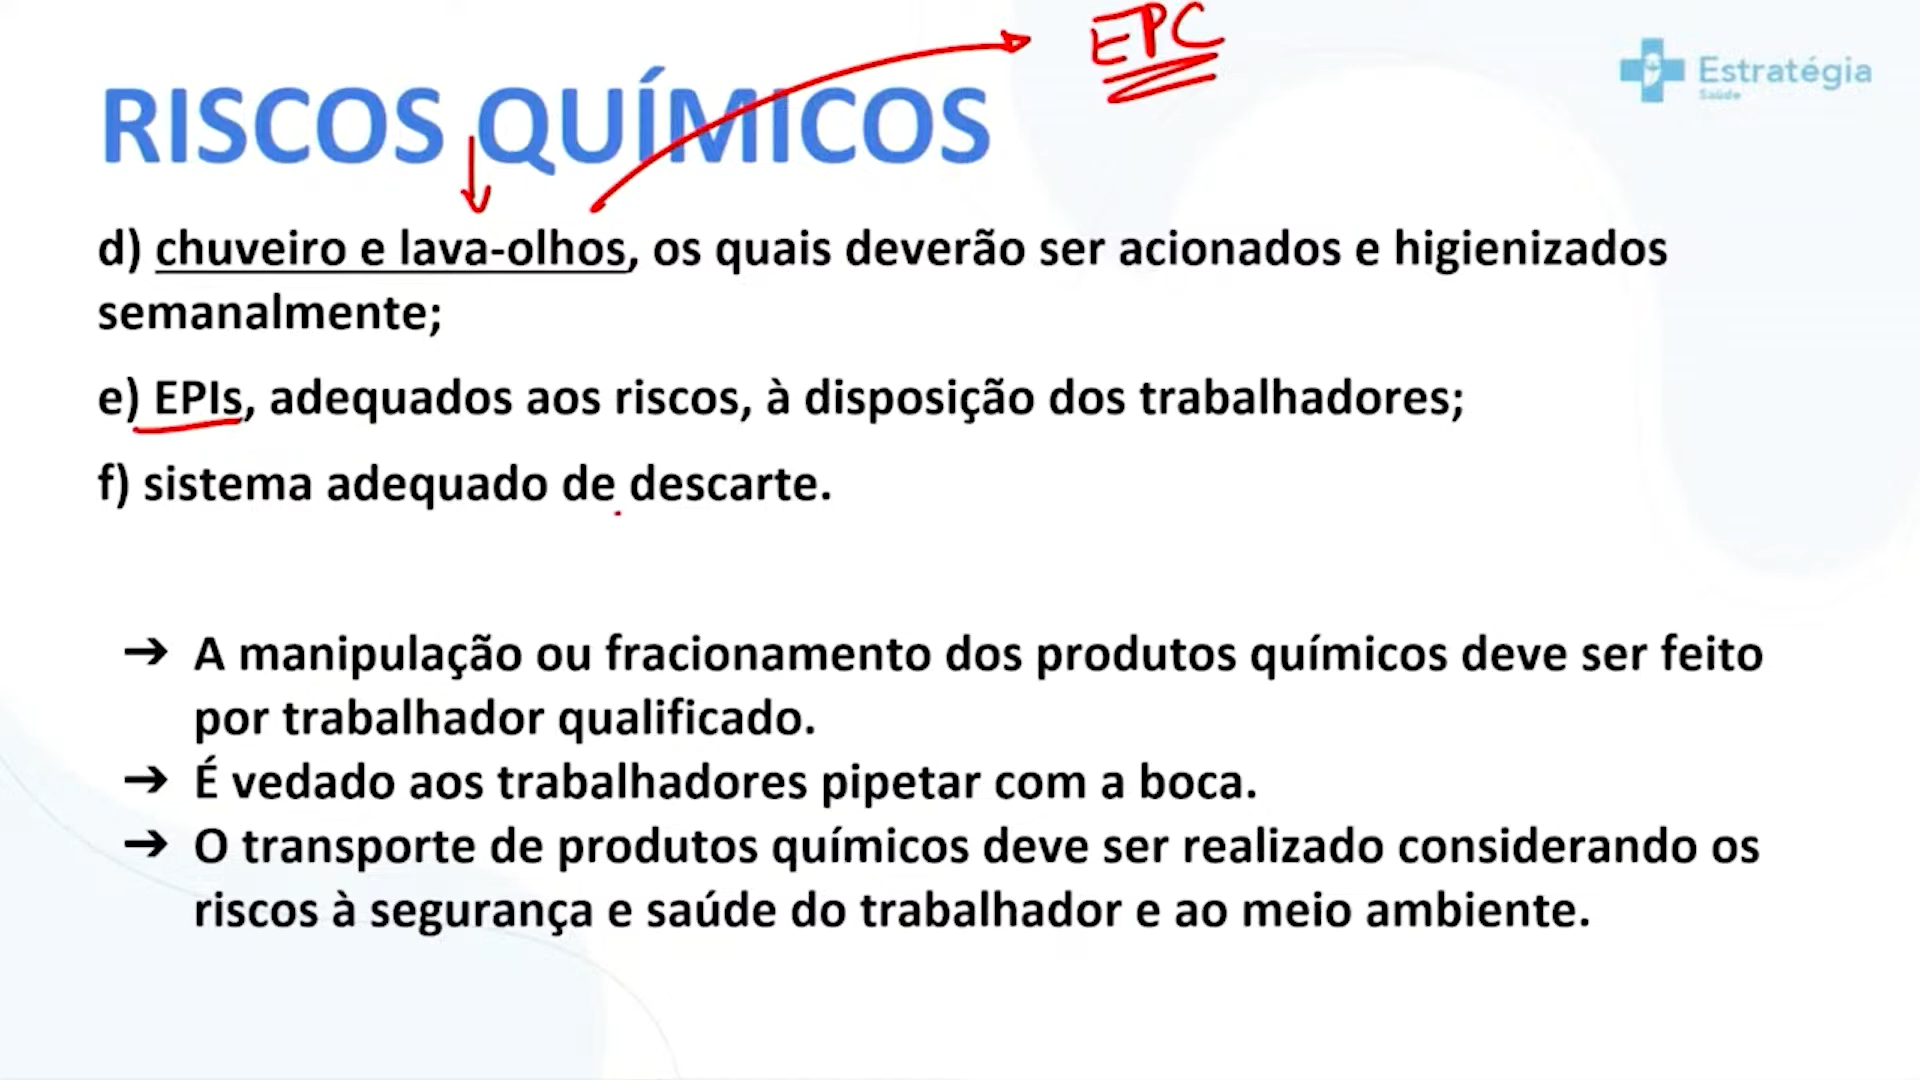 EPC
Estratégia
Saúde
RISCOS QUÍMICOS
d) chuveiro e lava-olhos, os quais deverão ser acionados e higienizados
semanalmente;
e) EPIs, adequados aos riscos, à disposição dos trabalhadores;
f) sistema adequado de descarte.
➔ A manipulação ou fracionamento dos produtos químicos deve ser feito
por trabalhador qualificado.
➔ É vedado aos trabalhadores pipetar com a boca.
➔ O transporte de produtos químicos deve ser realizado considerando os
riscos à segurança e saúde do trabalhador e ao meio ambiente.